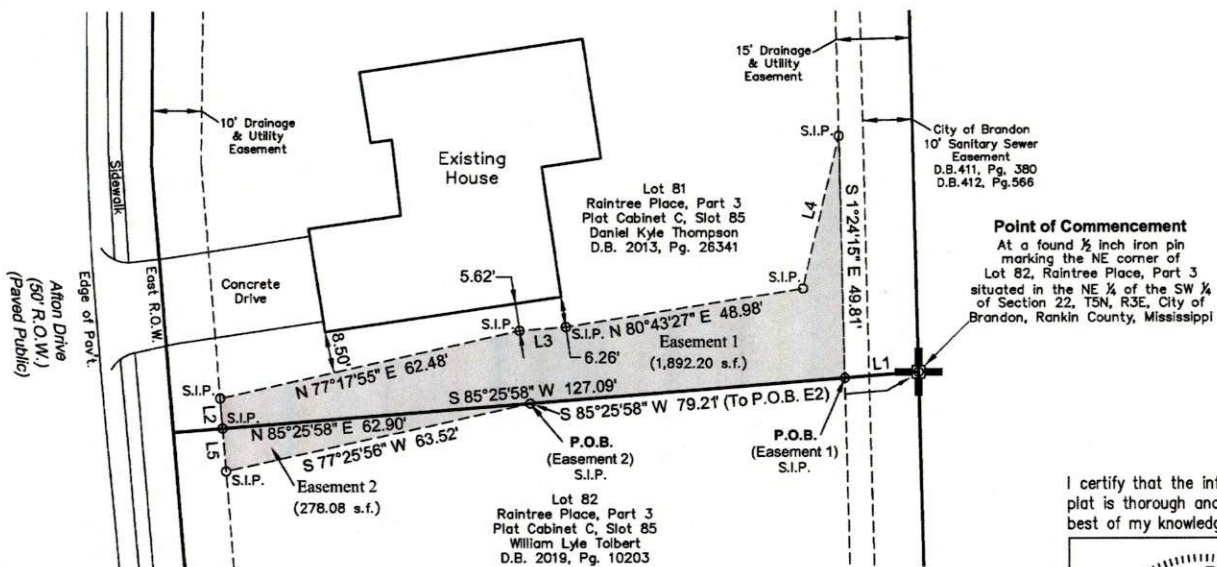 15' Drainage
& Utility
Easement
10' Drainage
& Utility
Easement
S.I.P.
City of Brandon
10' Sanitary Sewer
Easement
D.B.411, Pg, 380
D.B.412, Pg.566
Existing
House
Sidewalk
Lot 81
Raintree Place, Part 3
Plat Cabinet C, Slot 85
Daniel Kyle Thompson
D.B. 2013, Pg. 26341
L4
S 1°24'15" E 49.81'
Point of Commencement
At a found ½ inch iron pin
marking the NE corner of
Lot 82, Raintree Place, Part 3
situated in the NE ¼ of the SW ¼
of Section 22, T5N, R3E, City of
Brandon, Rankin County, Mississippi
Afton Drive
(50' R.O.W.)
(Paved Public)
Edge of Pav't.
East R.O.W.
Concrete
Drive
5.62'
S.I.P.
S.I.P.
L3
S.I.P.
N 80°43'27" E 48.98'
Easement 1
(1,892.20 s.f.)
6.26'
8.50'
N 77°17'55" E 62.48'
S.I.P.
L2
S.I.P.
S 85°25'58" W 127.09'
L1
N 85°25'58" E 62.90'
S 85°25'58" W 79.21' (To P.O.B. E2)
L5
S 77°25'56" W 63.52'
S.I.P.
P.O.B.
(Easement 2)
S.I.P.
P.O.B.
(Easement 1)
S.I.P.
Easement 2
(278.08 s.f.)
Lot 82
Raintree Place, Part 3
Plat Cabinet C, Slot 85
William Lyle Tolbert
D.B. 2019, Pg. 10203
I certify that the in
plat is thorough and
best of my knowled